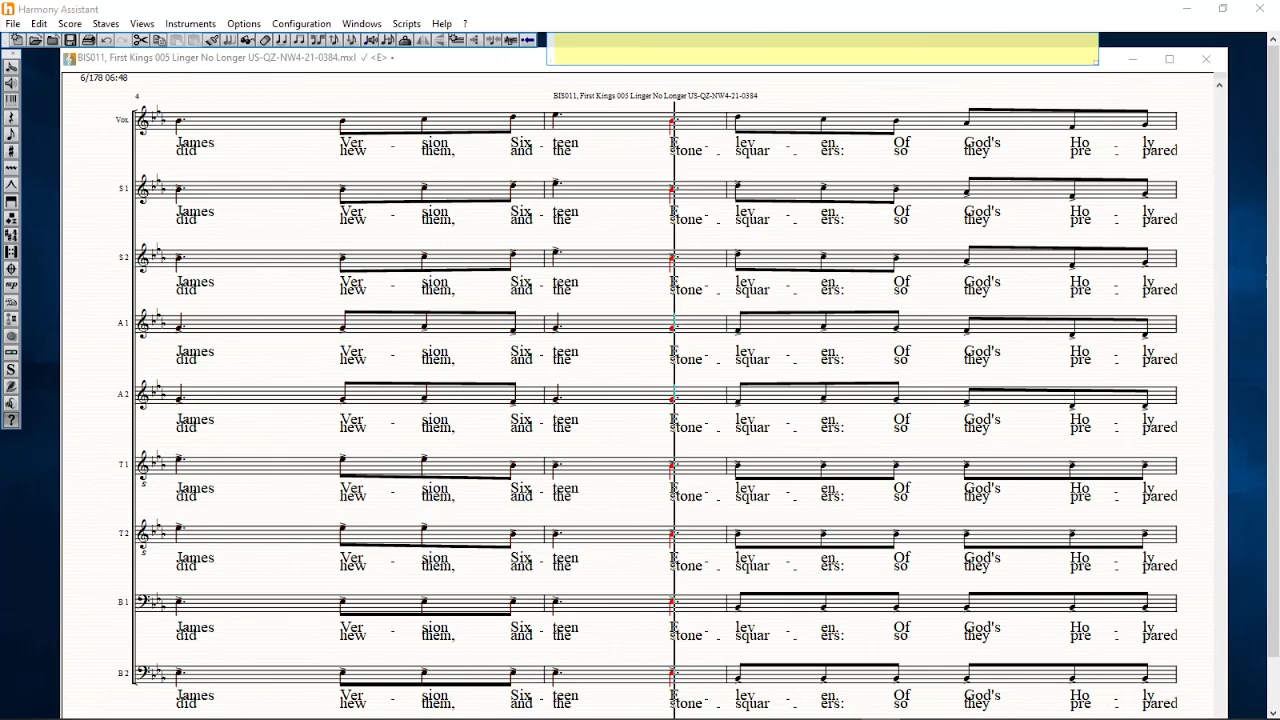 Harmony Assistant
File Edit Score Staves Views Instruments Options Configuration Windows Scripts Help ?
BIS011, First Kings 005 Linger No Longer US-QZ-NW4-21-0384.mxl ✓ <E> •
6/178 06:48
4
BIS011, First Kings 005 Linger No Longer US-QZ-NW4-21-0384
Vox
James Ver - sion Six - teen E - lev - en. Of God's Ho - ly
did hew them, and the stone - squar - ers: so they pre - pared
S 1
James Ver - sion Six - teen E - lev - en. Of God's Ho - ly
did hew them, and the stone - squar - ers: so they pre - pared
S 2
James Ver - sion Six - teen E - lev - en. Of God's Ho - ly
did hew them, and the stone - squar - ers: so they pre - pared
A 1
James Ver - sion Six - teen E - lev - en. Of God's Ho - ly
did hew them, and the stone - squar - ers: so they pre - pared
A 2
James Ver - sion Six - teen E - lev - en. Of God's Ho - ly
did hew them, and the stone - squar - ers: so they pre - pared
T 1
James Ver - sion Six - teen E - lev - en. Of God's Ho - ly
did hew them, and the stone - squar - ers: so they pre - pared
T 2
James Ver - sion Six - teen E - lev - en. Of God's Ho - ly
did hew them, and the stone - squar - ers: so they pre - pared
B 1
James Ver - sion Six - teen E - lev - en. Of God's Ho - ly
did hew them, and the stone - squar - ers: so they pre - pared
B 2
James Ver - sion Six - teen E - lev - en. Of God's Ho - ly
did hew them, and the stone - squar - ers: so they pre - pared